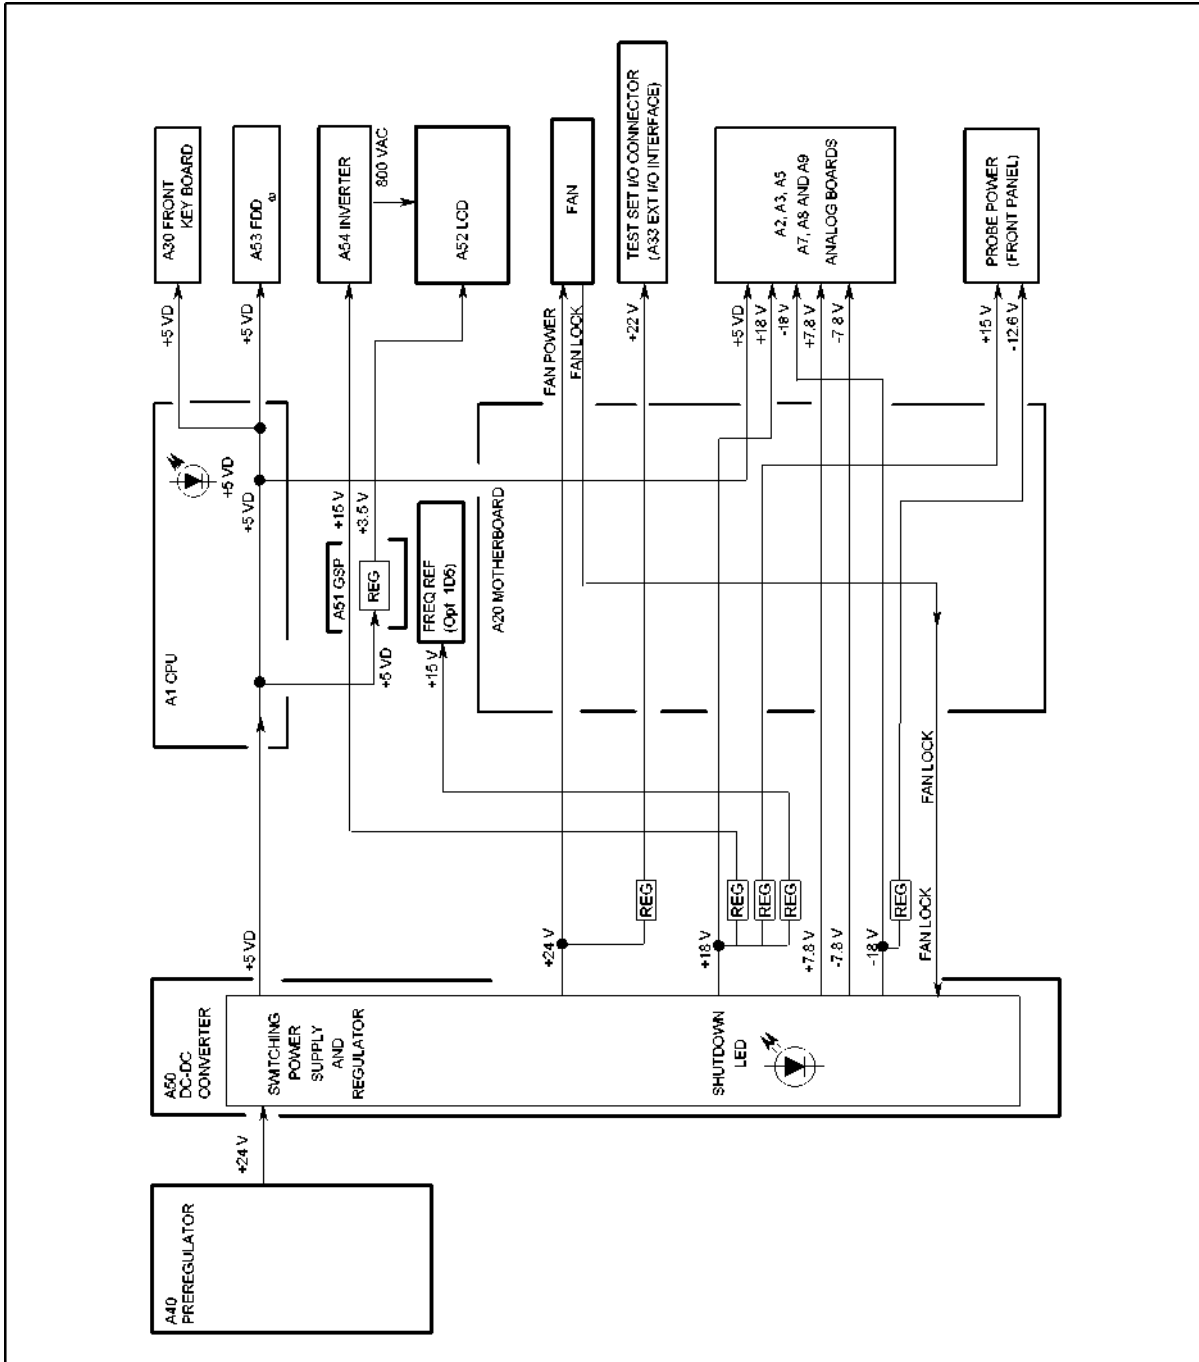 A40
PREREGULATOR
+24 V
A50
DC-DC
CONVERTER
SWITCHING
POWER
SUPPLY
AND
REGULATOR
SHUTDOWN
LED
+5 VD
+24 V
+18 V
+7.8 V
-7.8 V
-18 V
FAN LOCK
REG
REG
REG
REG
REG
FAN LOCK
A1 CPU
+5 VD
+5 VD
+5 VD
A51 GSP
REG
+15 V
+3.5 V
FREQ REF
(Opt 1D5)
+15 V
A20 MOTHERBOARD
+5 VD
+5 VD
FAN POWER
FAN LOCK
+22 V
+5 VD
+18 V
-18 V
+7.8 V
-7 8 V
+15 V
-12.6 V
A30 FRONT
KEY BOARD
A53 FDD
A54 INVERTER
800 VAC
A52 LCD
FAN
TEST SET I/O CONNECTOR
(A33 EXT I/O INTERFACE)
A2, A3, A5
A7, A8 AND A9
ANALOG BOARDS
PROBE POWER
(FRONT PANEL)